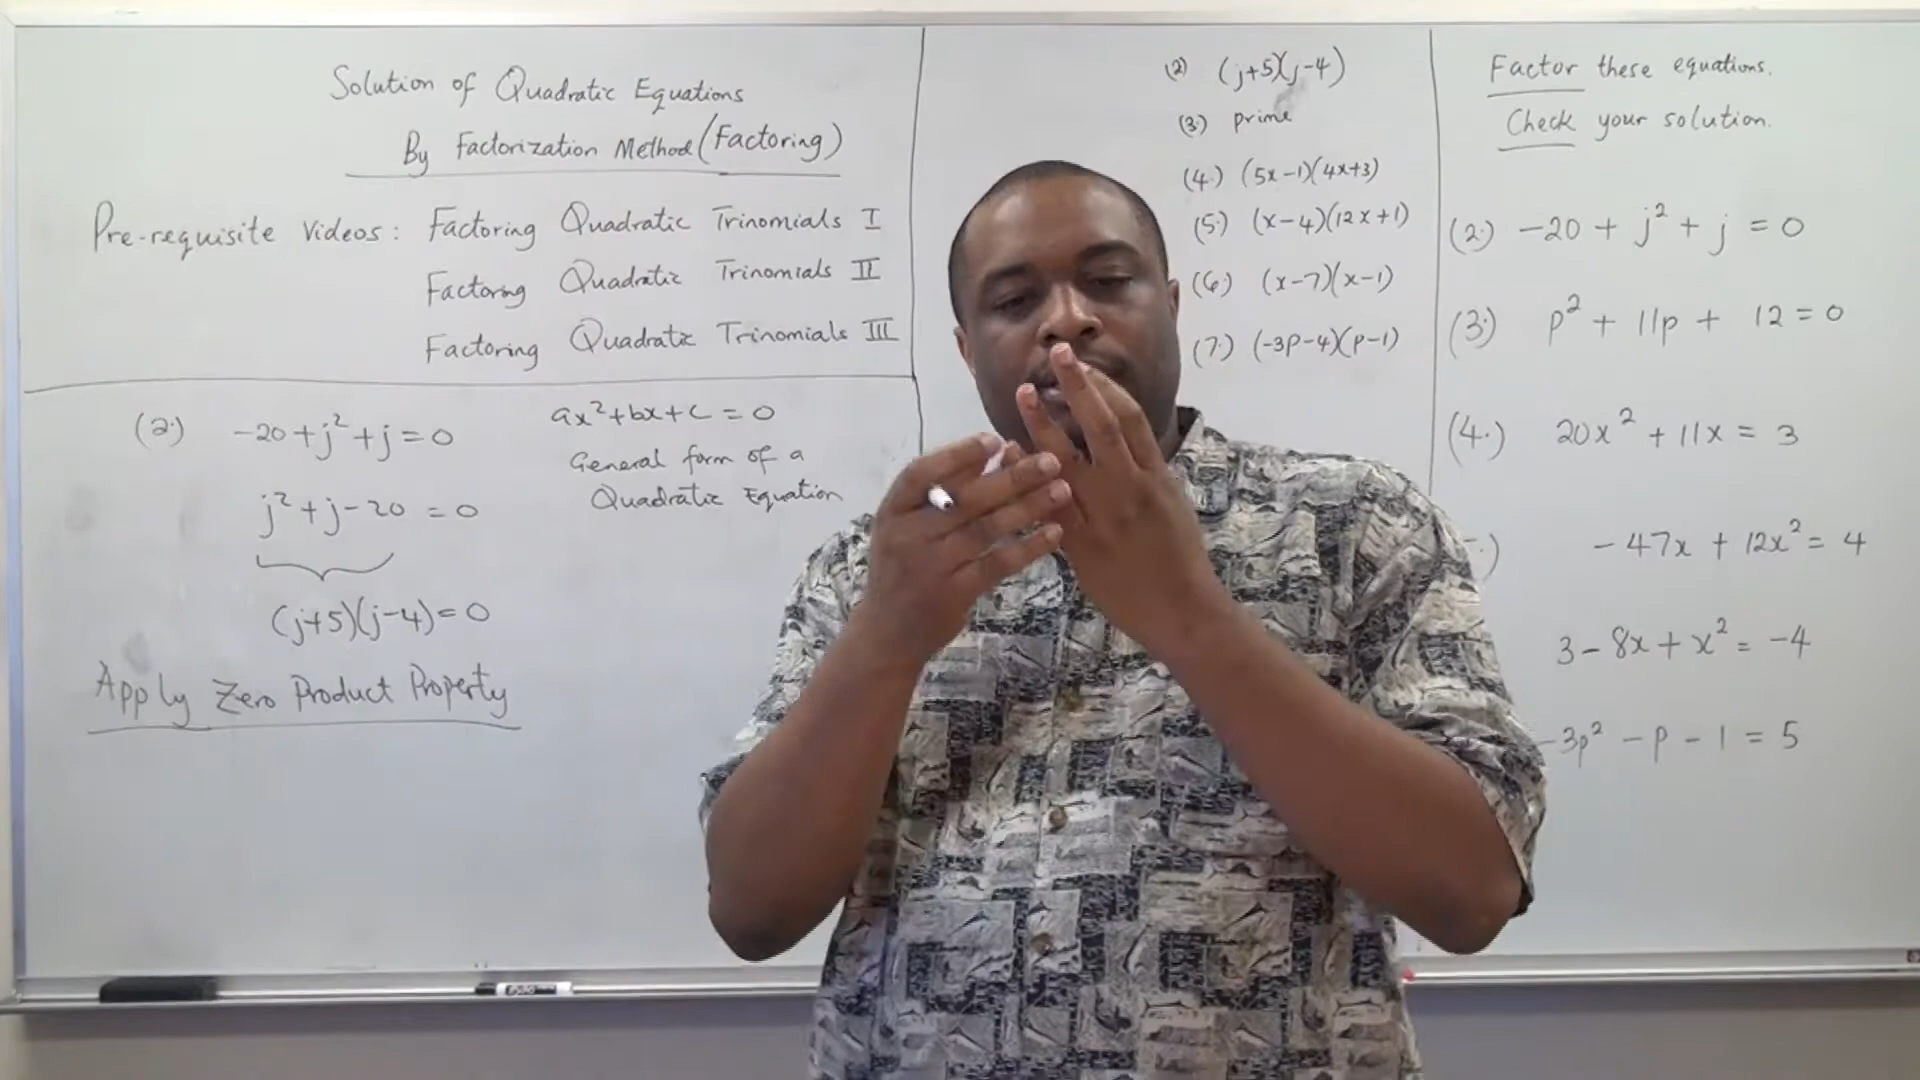 Solution of Quadratic Equations
By Factorization Method (Factoring)
Pre-requisite Videos: Factoring Quadratic Trinomials I
Factoring Quadratic Trinomials II
Factoring Quadratic Trinomials III
(2.) -20 + j² + j = 0
j² + j - 20 = 0
(j+5)(j-4) = 0
Apply Zero Product Property
ax² + bx + c = 0
General form of a
Quadratic Equation
(2) (j+5)(j-4)
(3.) prime
(4.) (5x-1)(4x+3)
(5.) (x-4)(12x+1)
(6.) (x-7)(x-1)
(7.) (-3p-4)(p-1)
Factor these equations.
Check your solution.
(2.) -20 + j² + j = 0
(3.) p² + 11p + 12 = 0
(4.) 20x² + 11x = 3
-47x + 12x² = 4
3 - 8x + x² = -4
-3p² - p - 1 = 5